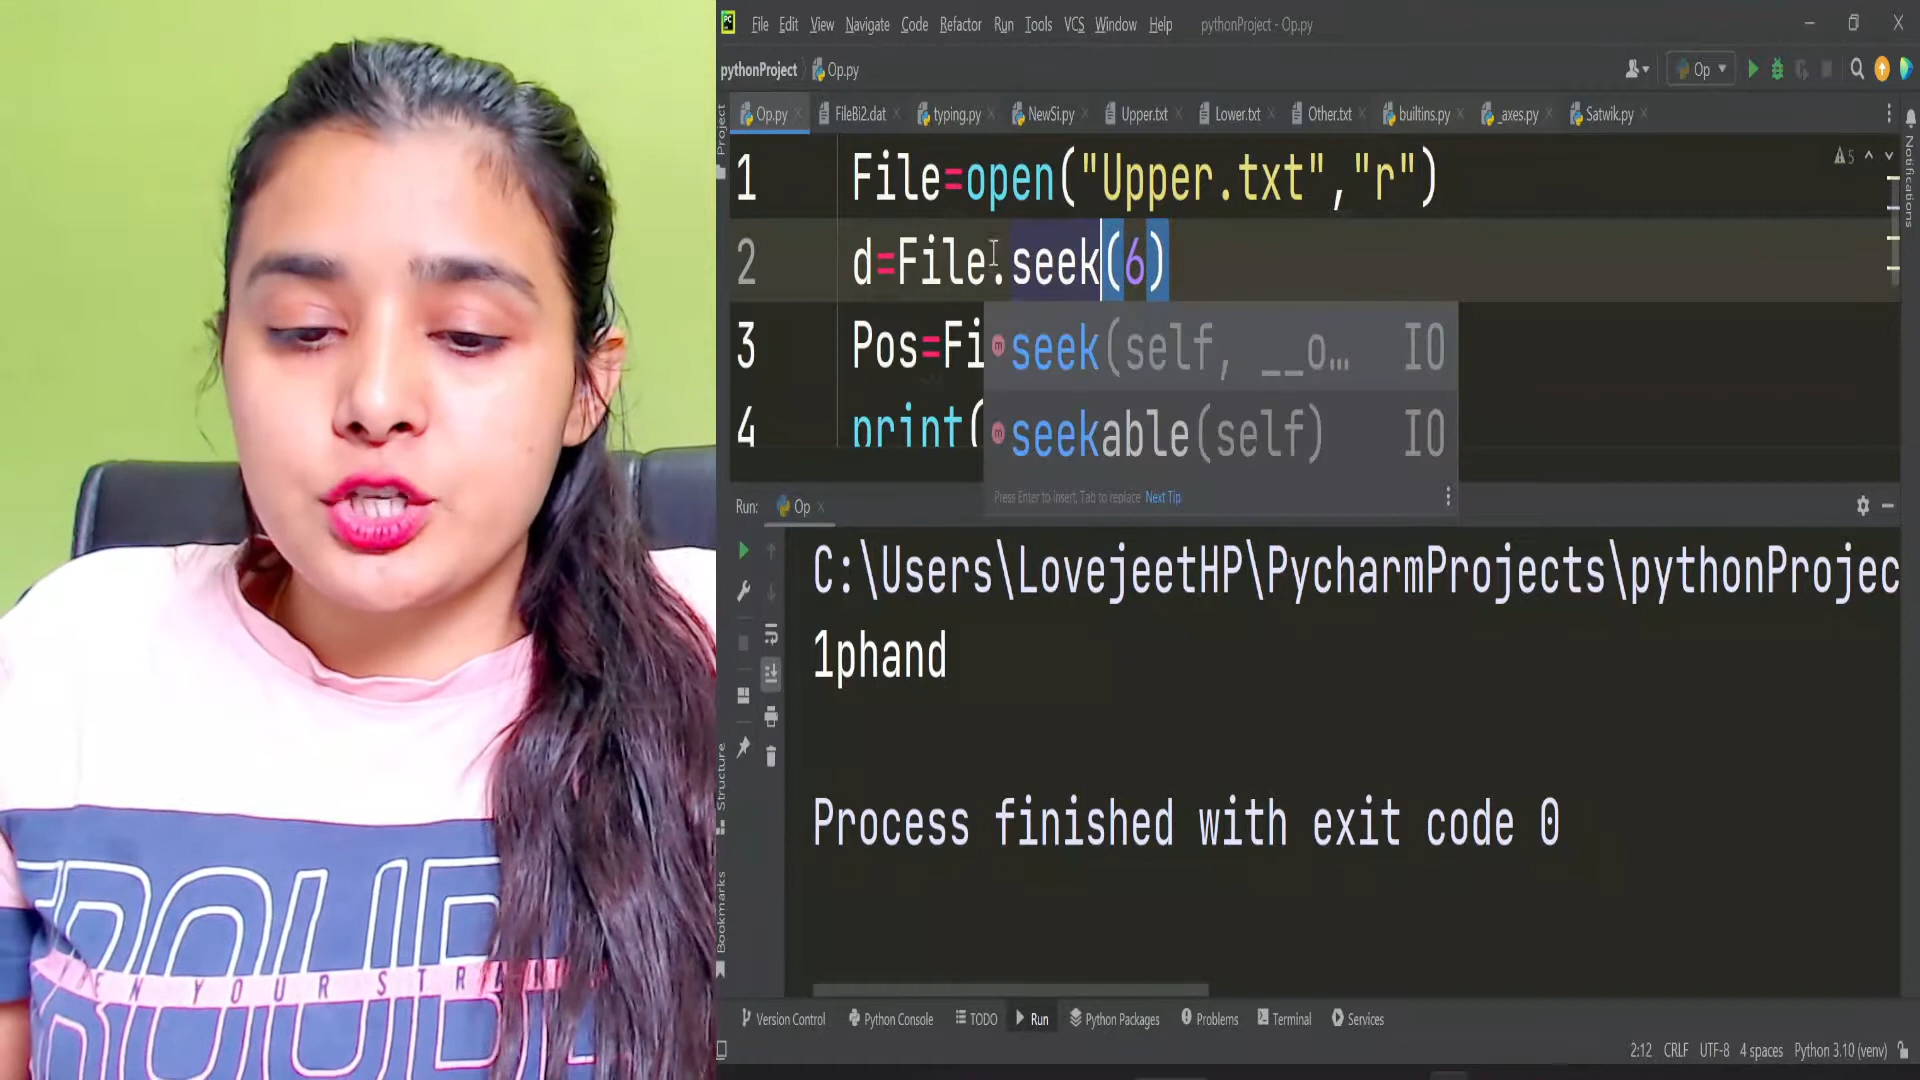 File Edit View Navigate Code Refactor Run Tools VCS Window Help pythonProject - Op.py
pythonProject Op.py Op
Op.py FileBi2.dat typing.py NewSi.py Upper.txt Lower.txt Other.txt builtins.py _axes.py Satwik.py
Project
Notifications
5
1 File=open("Upper.txt","r")
2 d=File.seek(6)
3 Pos=Fi
4 print(
seek(self, __o… IO
seekable(self) IO
Press Enter to insert, Tab to replace Next Tip
Run: Op
C:\Users\LovejeetHP\PycharmProjects\pythonProjec
1phand
Process finished with exit code 0
Structure
Bookmarks
Version Control Python Console TODO Run Python Packages Problems Terminal Services
2:12 CRLF UTF-8 4 spaces Python 3.10 (venv)